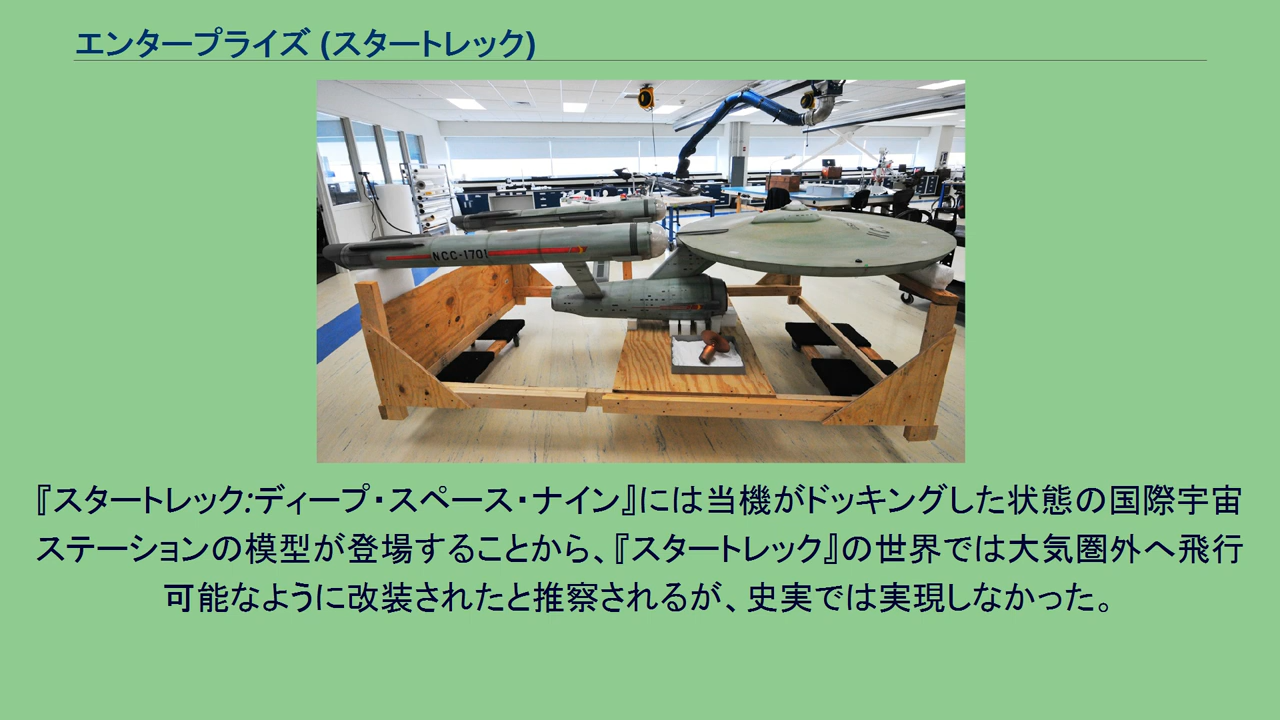 エンタープライズ (スタートレック)
NCC-1701
『スタートレック:ディープ・スペース・ナイン』には当機がドッキングした状態の国際宇宙
ステーションの模型が登場することから、『スタートレック』の世界では大気圏外へ飛行
可能なように改装されたと推察されるが、史実では実現しなかった。